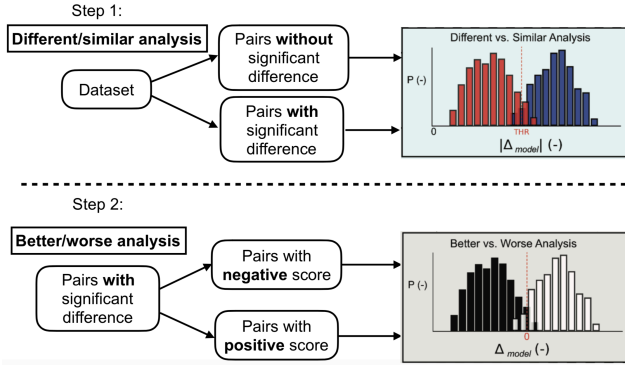 Step 1:
Different/similar analysis
Dataset
Pairs without
significant
difference
Pairs with
significant
difference
Different vs. Similar Analysis
P (-)
0
THR
|Δ model| (-)
Step 2:
Better/worse analysis
Pairs with
significant
difference
Pairs with
negative score
Pairs with
positive score
Better vs. Worse Analysis
P (-)
0
Δ model (-)